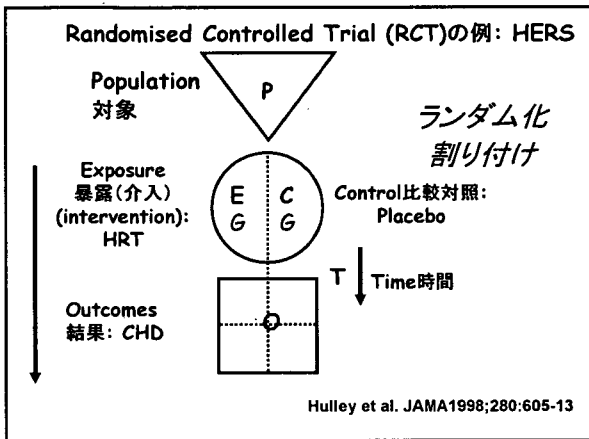 Randomised Controlled Trial (RCT)の例: HERS
Population
対象
P
ランダム化
割り付け
Exposure
暴露(介入)
(intervention):
HRT
E C
G G
Control比較対照:
Placebo
T
Time時間
Outcomes
結果: CHD
O
Hulley et al. JAMA1998;280:605-13